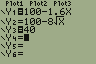 Plot1 Plot2 Plot3
\Y1=100-1.6X
\Y2=100-8√X
\Y3=40
\Y4=
\Y5=
\Y6=
\Y7=